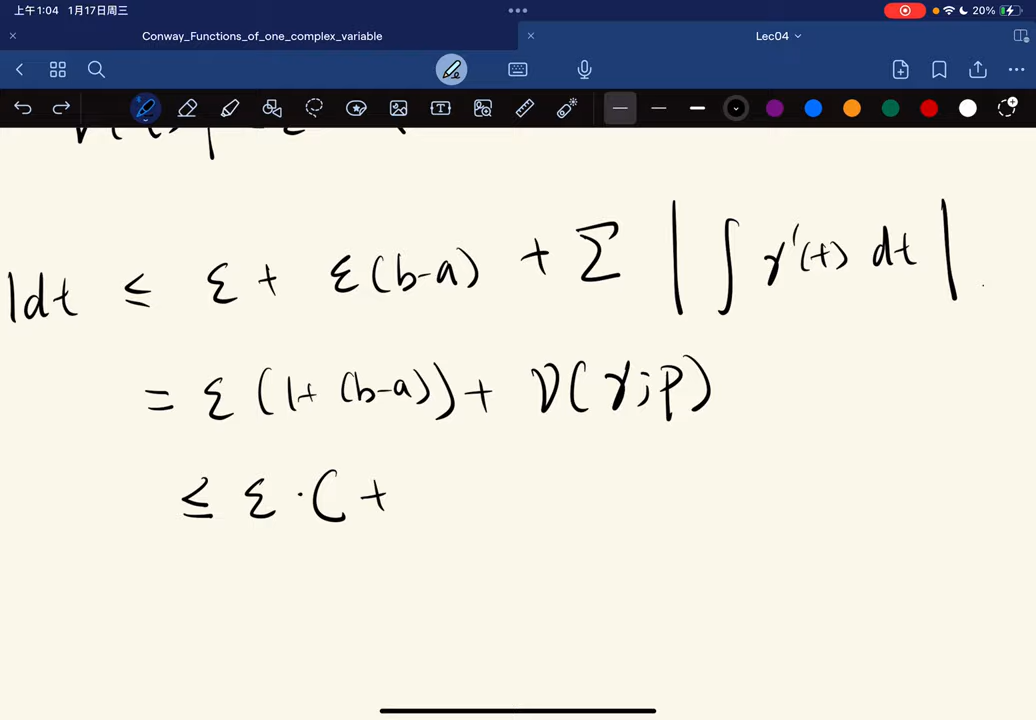 上午1:04 1月17日周三
20%
Conway_Functions_of_one_complex_variable
Lec04
|dt ≤ ε + ε(b-a) + Σ | ∫ γ'(t) dt |.
= ε (1+ (b-a)) + V(γ;P)
≤ ε · C +